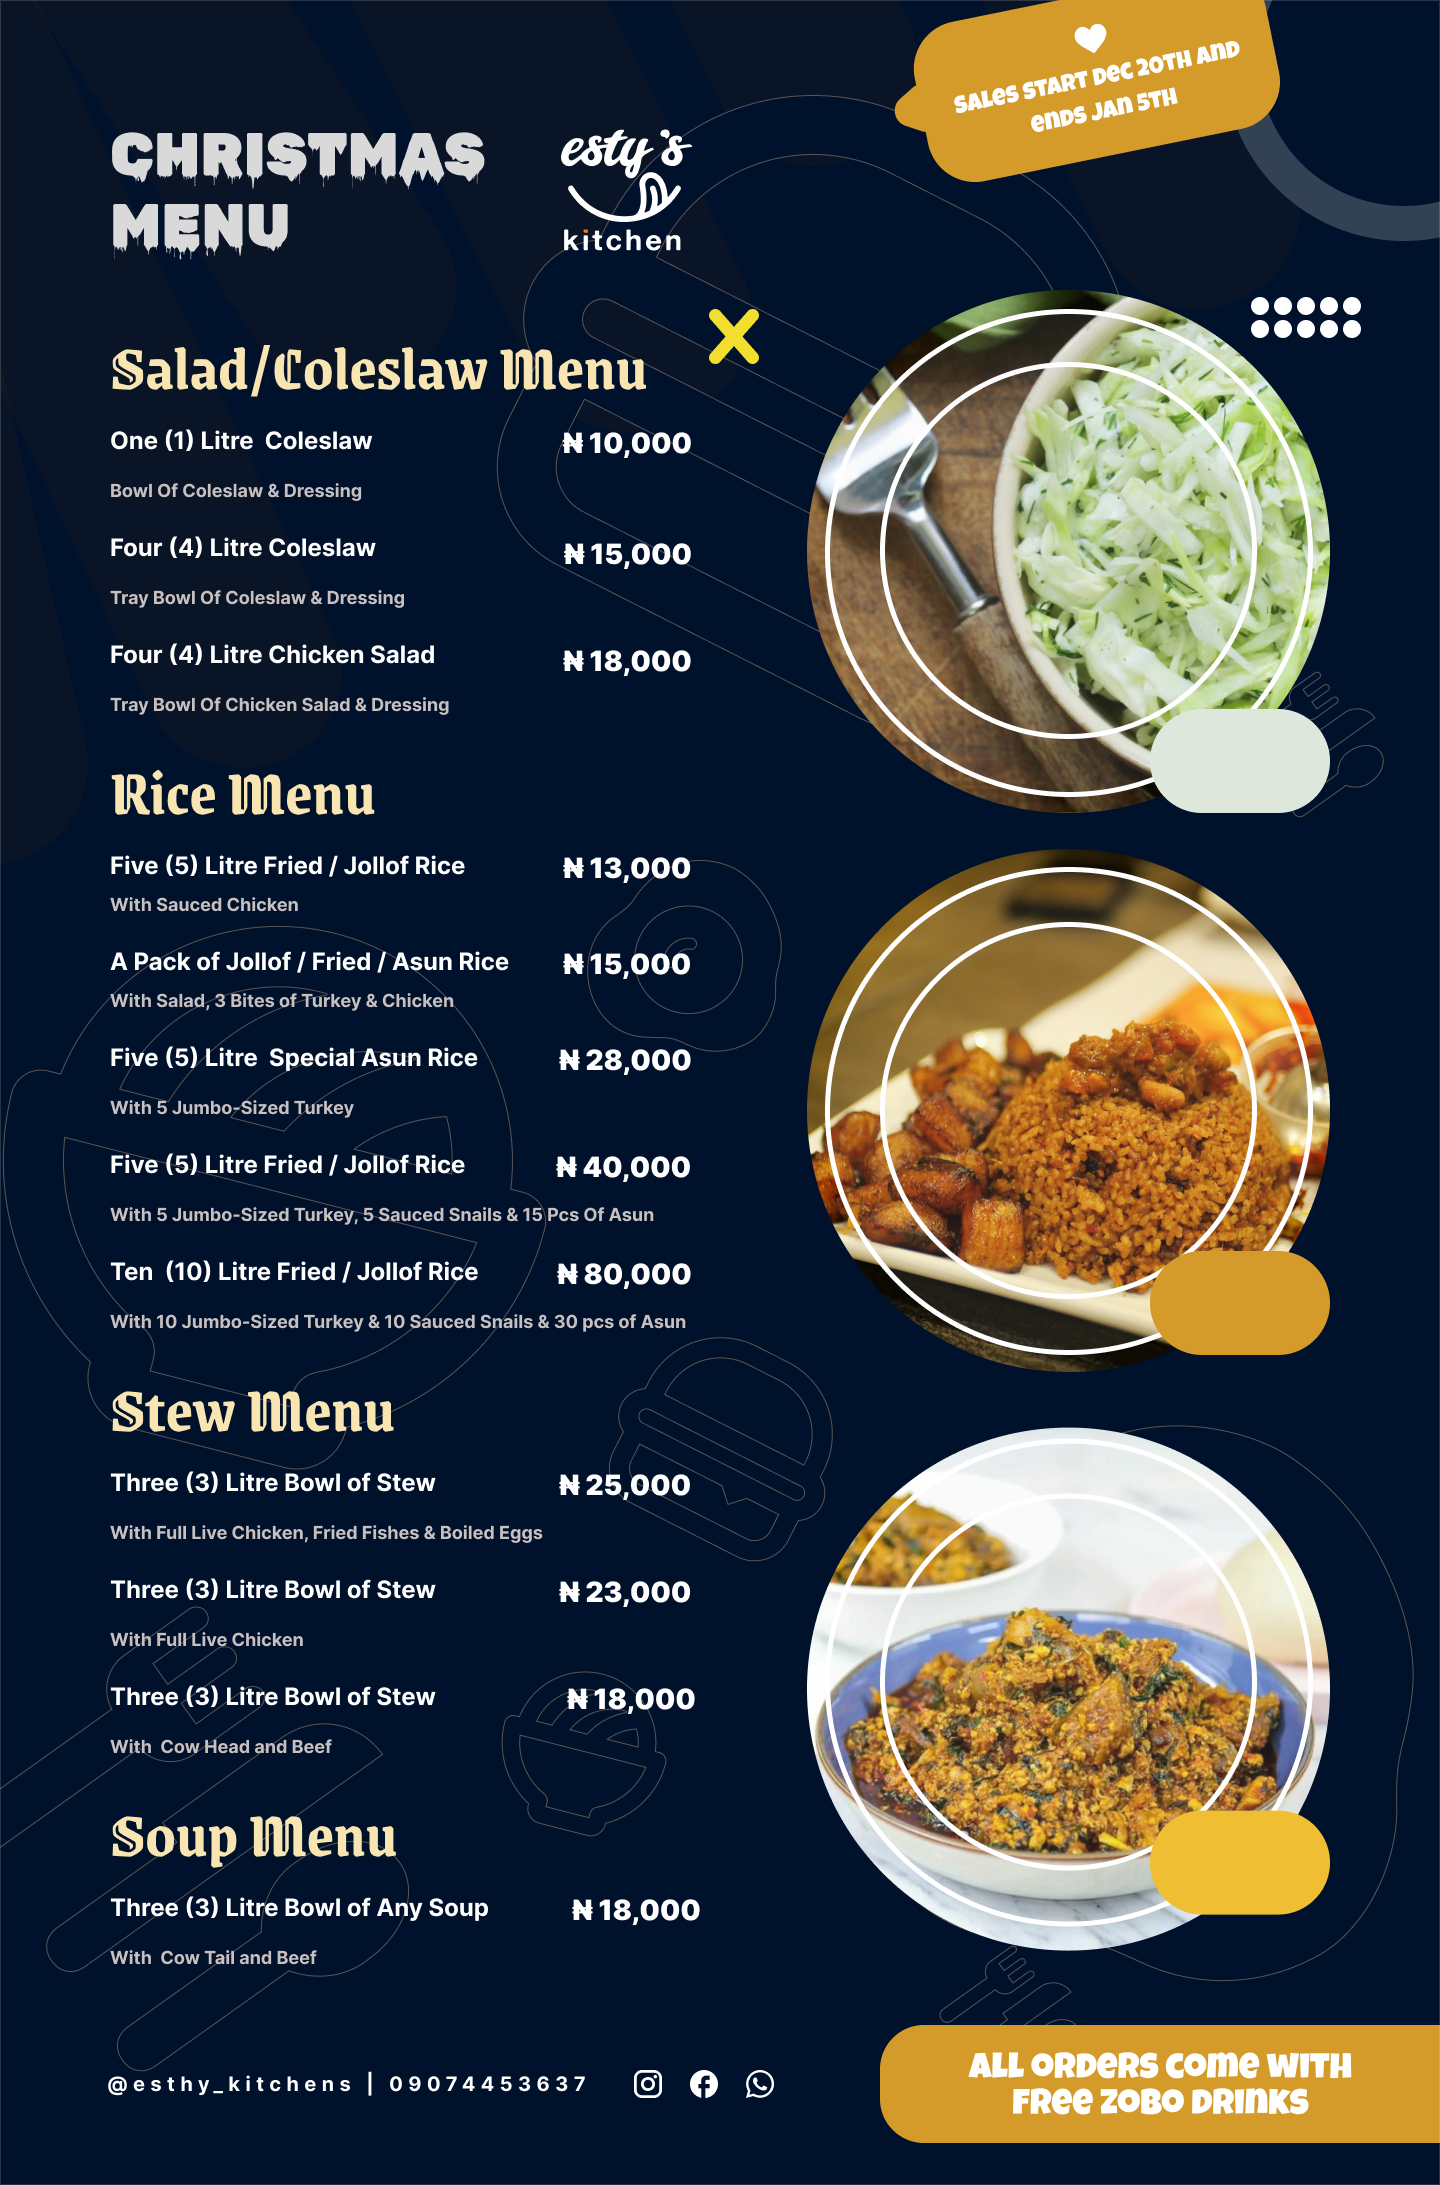 Sales start Dec 20th and
ends Jan 5th
CHRISTMAS
MENU
esty's
kitchen
Salad/Coleslaw Menu
One (1) Litre Coleslaw ₦ 10,000
Bowl Of Coleslaw & Dressing
Four (4) Litre Coleslaw ₦ 15,000
Tray Bowl Of Coleslaw & Dressing
Four (4) Litre Chicken Salad ₦ 18,000
Tray Bowl Of Chicken Salad & Dressing
Rice Menu
Five (5) Litre Fried / Jollof Rice ₦ 13,000
With Sauced Chicken
A Pack of Jollof / Fried / Asun Rice ₦ 15,000
With Salad, 3 Bites of Turkey & Chicken
Five (5) Litre Special Asun Rice ₦ 28,000
With 5 Jumbo-Sized Turkey
Five (5) Litre Fried / Jollof Rice ₦ 40,000
With 5 Jumbo-Sized Turkey, 5 Sauced Snails & 15 Pcs Of Asun
Ten (10) Litre Fried / Jollof Rice ₦ 80,000
With 10 Jumbo-Sized Turkey & 10 Sauced Snails & 30 pcs of Asun
Stew Menu
Three (3) Litre Bowl of Stew ₦ 25,000
With Full Live Chicken, Fried Fishes & Boiled Eggs
Three (3) Litre Bowl of Stew ₦ 23,000
With Full Live Chicken
Three (3) Litre Bowl of Stew ₦ 18,000
With Cow Head and Beef
Soup Menu
Three (3) Litre Bowl of Any Soup ₦ 18,000
With Cow Tail and Beef
@esthy_kitchens | 09074453637
All orders come with
free zobo drinks